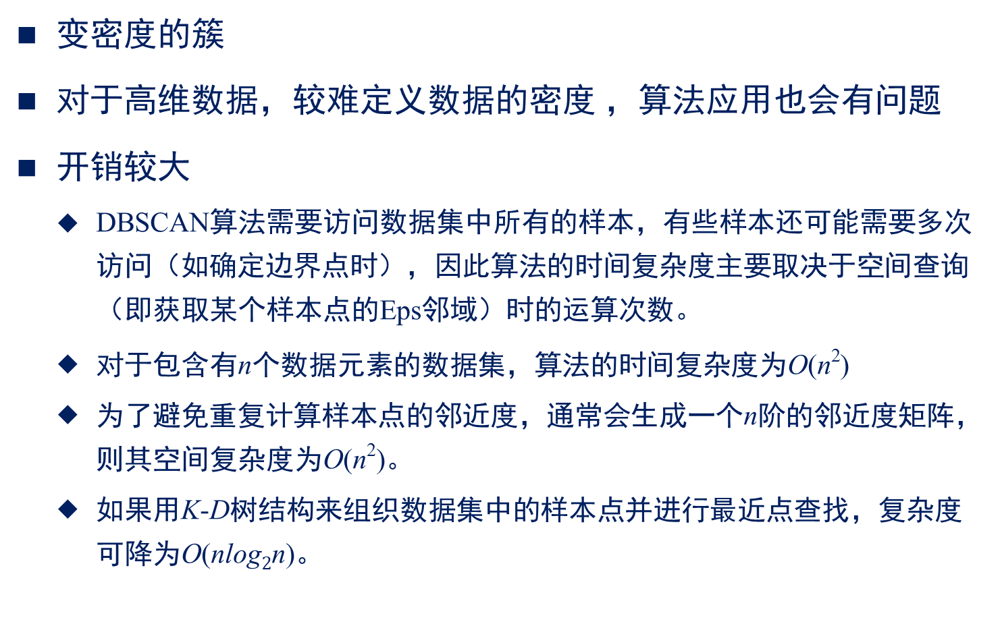 ■ 变密度的簇
■ 对于高维数据，较难定义数据的密度 ，算法应用也会有问题
■ 开销较大
◆ DBSCAN算法需要访问数据集中所有的样本，有些样本还可能需要多次
访问（如确定边界点时），因此算法的时间复杂度主要取决于空间查询
（即获取某个样本点的Eps邻域）时的运算次数。
◆ 对于包含有n个数据元素的数据集，算法的时间复杂度为O(n²)
◆ 为了避免重复计算样本点的邻近度，通常会生成一个n阶的邻近度矩阵，
则其空间复杂度为O(n²)。
◆ 如果用K-D树结构来组织数据集中的样本点并进行最近点查找，复杂度
可降为O(nlog₂n)。